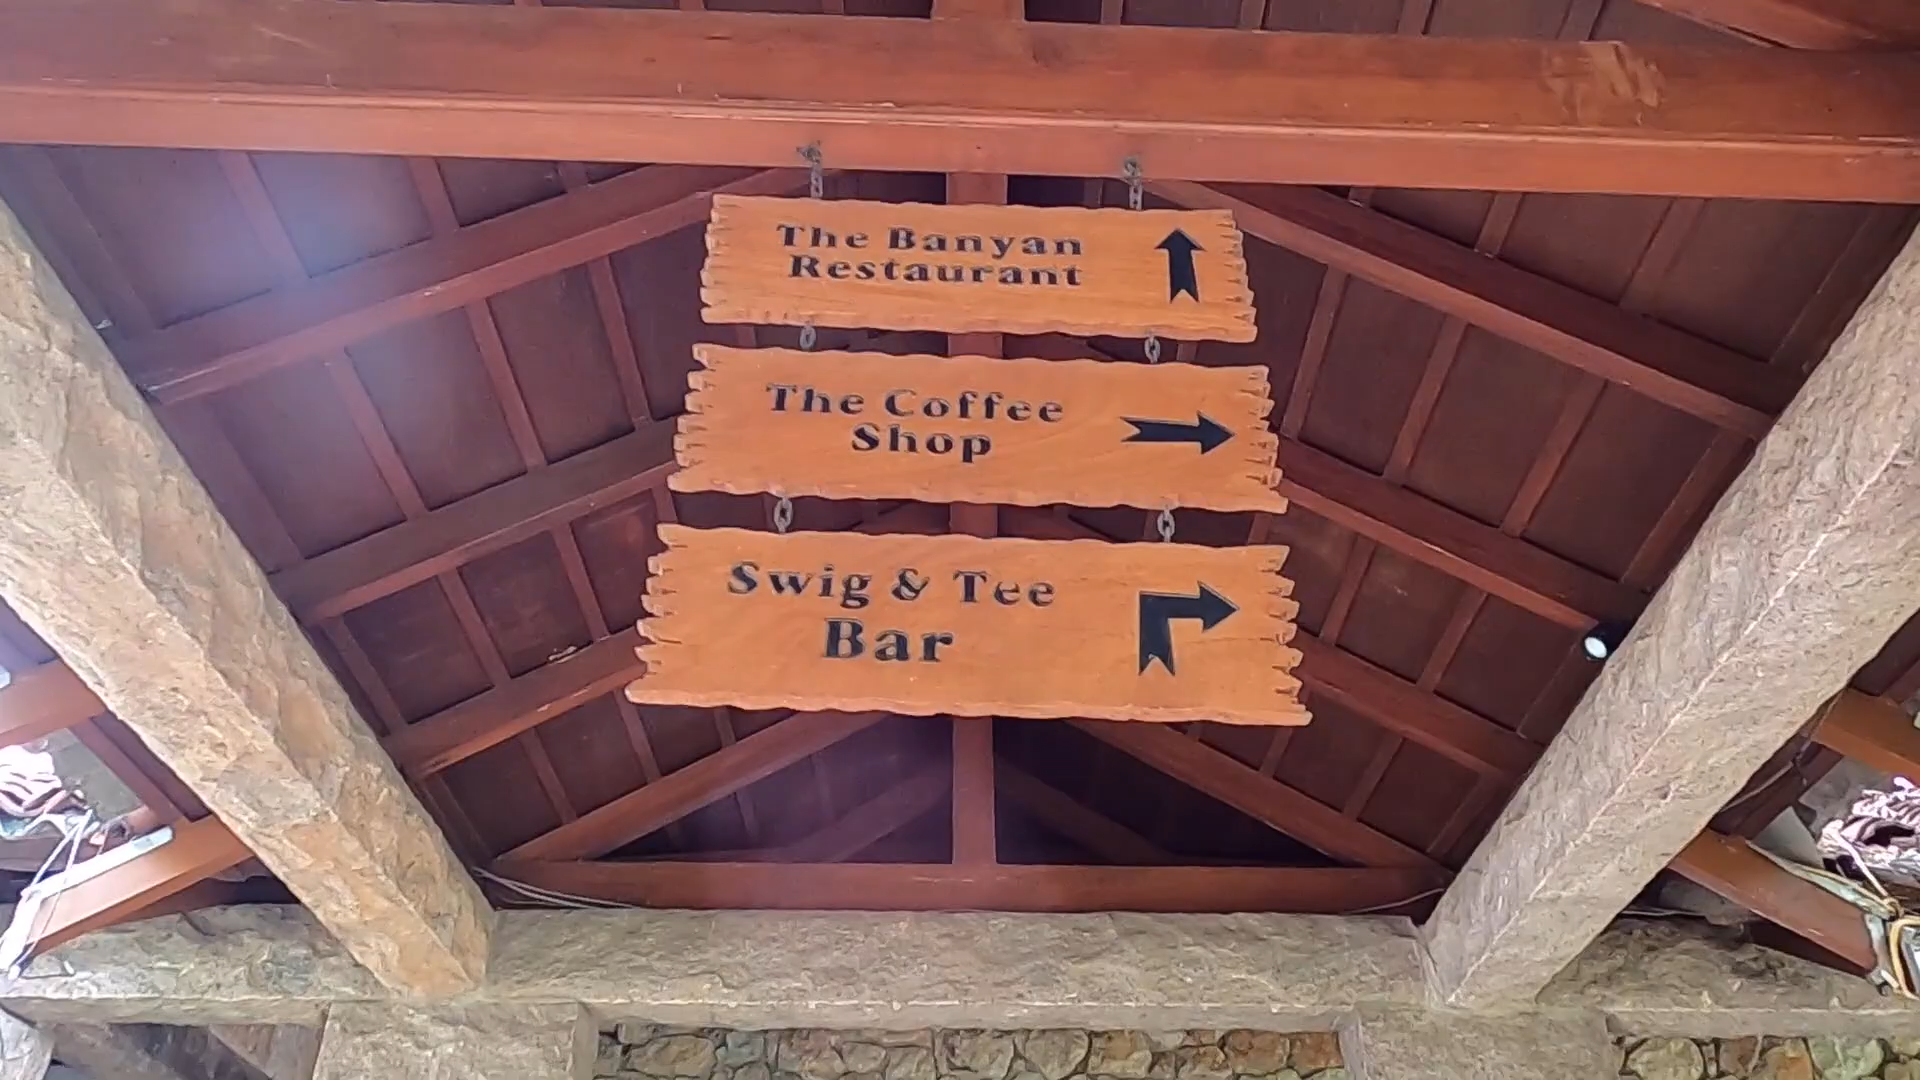 The Banyan
Restaurant
The Coffee
Shop
Swig & Tee
Bar